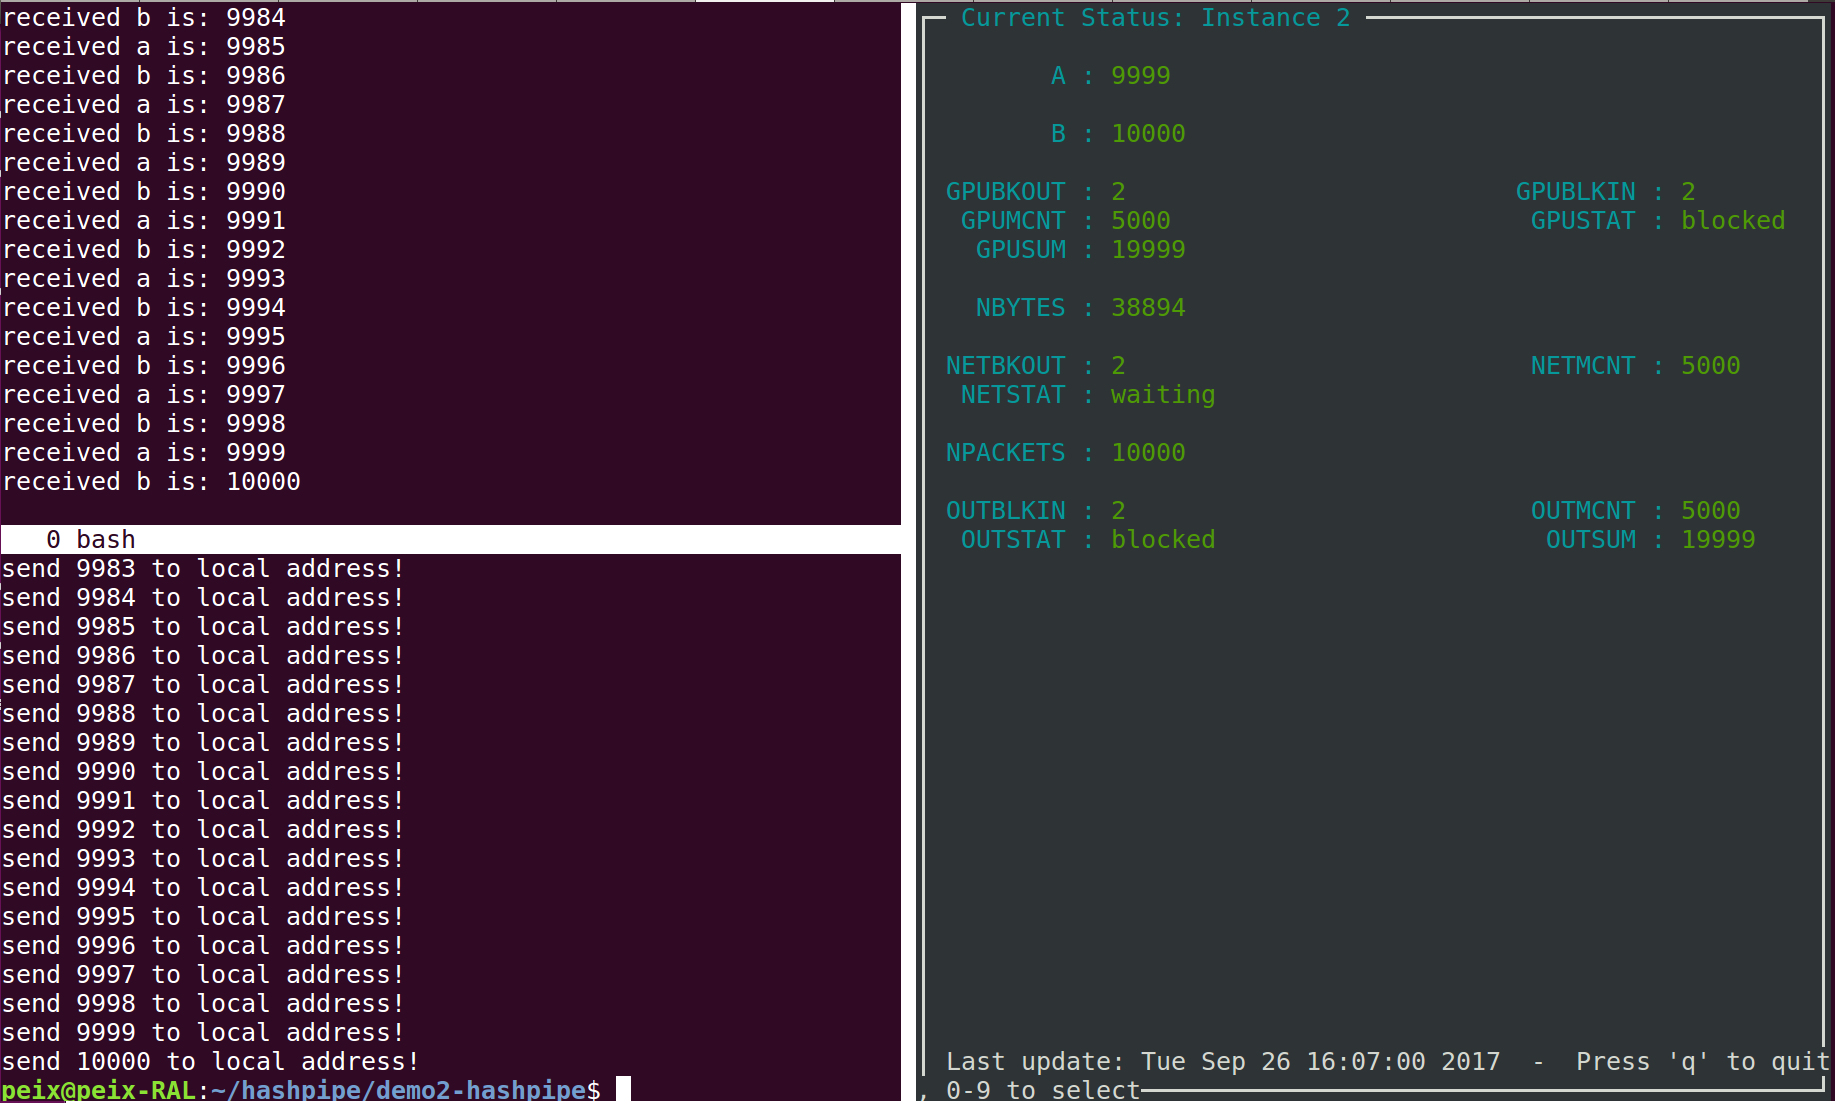 received b is: 9984
received a is: 9985
received b is: 9986
received a is: 9987
received b is: 9988
received a is: 9989
received b is: 9990
received a is: 9991
received b is: 9992
received a is: 9993
received b is: 9994
received a is: 9995
received b is: 9996
received a is: 9997
received b is: 9998
received a is: 9999
received b is: 10000
0 bash
send 9983 to local address!
send 9984 to local address!
send 9985 to local address!
send 9986 to local address!
send 9987 to local address!
send 9988 to local address!
send 9989 to local address!
send 9990 to local address!
send 9991 to local address!
send 9992 to local address!
send 9993 to local address!
send 9994 to local address!
send 9995 to local address!
send 9996 to local address!
send 9997 to local address!
send 9998 to local address!
send 9999 to local address!
send 10000 to local address!
peix@peix-RAL:~/hashpipe/demo2-hashpipe$
Current Status: Instance 2
A : 9999
B : 10000
GPUBKOUT : 2 GPUBLKIN : 2
GPUMCNT : 5000 GPUSTAT : blocked
GPUSUM : 19999
NBYTES : 38894
NETBKOUT : 2 NETMCNT : 5000
NETSTAT : waiting
NPACKETS : 10000
OUTBLKIN : 2 OUTMCNT : 5000
OUTSTAT : blocked OUTSUM : 19999
Last update: Tue Sep 26 16:07:00 2017 - Press 'q' to quit
, 0-9 to select